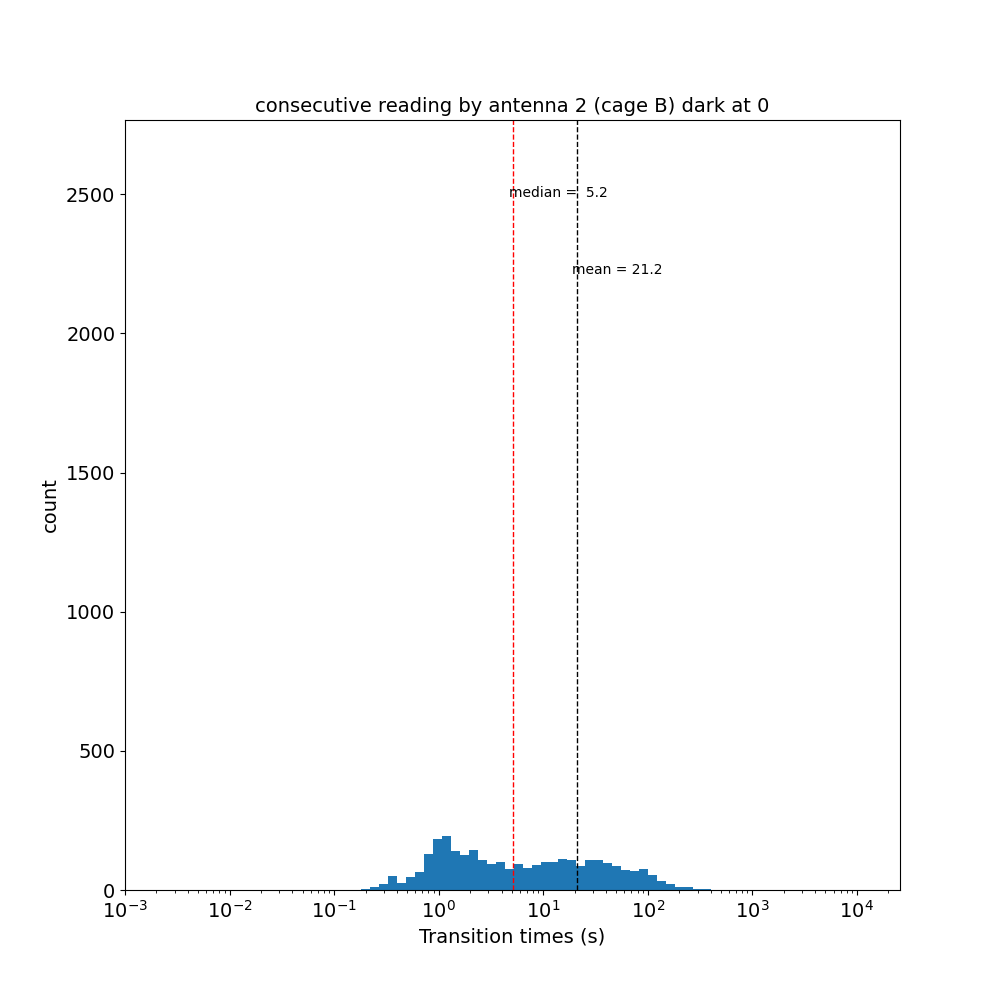 consecutive reading by antenna 2 (cage B) dark at 0
median =  5.2
mean = 21.2
2500
2000
1500
1000
500
0
count
10⁻³ 10⁻² 10⁻¹ 10⁰ 10¹ 10² 10³ 10⁴
Transition times (s)